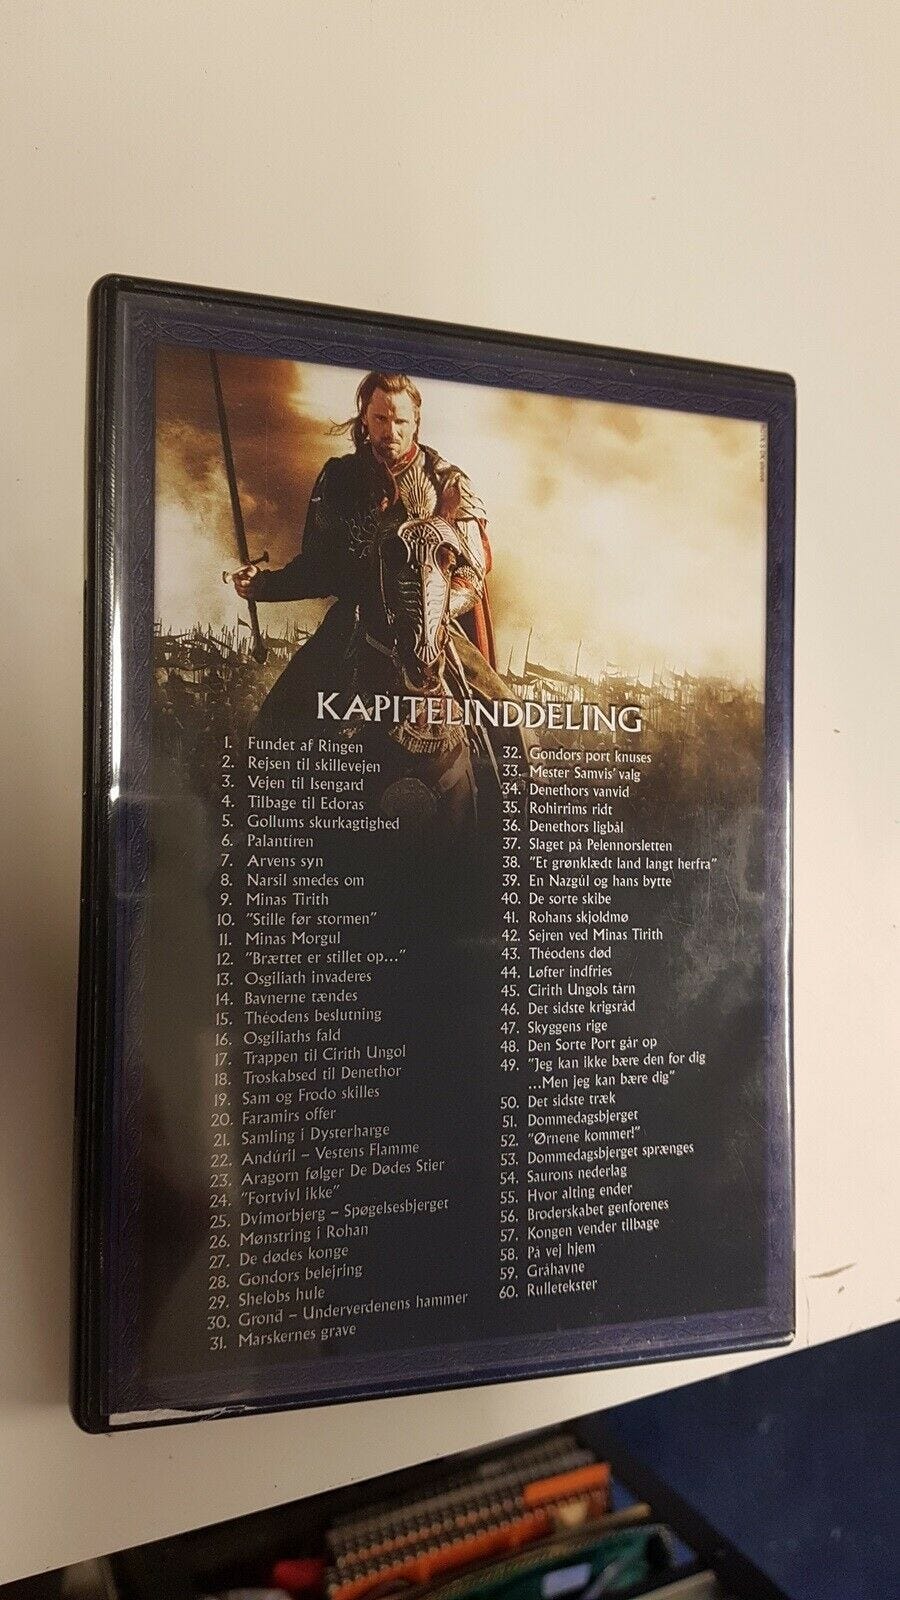 KAPITELINDDELING
1. Fundet af Ringen
2. Rejsen til skillevejen
3. Vejen til Isengard
4. Tilbage til Edoras
5. Gollums skurkagtighed
6. Palantíren
7. Arvens syn
8. Narsil smedes om
9. Minas Tirith
10. "Stille før stormen"
11. Minas Morgul
12. "Brættet er stillet op..."
13. Osgiliath invaderes
14. Bavnerne tændes
15. Théodens beslutning
16. Osgiliaths fald
17. Trappen til Cirith Ungol
18. Troskabsed til Denethor
19. Sam og Frodo skilles
20. Faramirs offer
21. Samling i Dysterharge
22. Andúril – Vestens Flamme
23. Aragorn følger De Dødes Stier
24. "Fortvivl ikke"
25. Dvimorbjerg – Spøgelsesbjerget
26. Mønstring i Rohan
27. De dødes konge
28. Gondors belejring
29. Shelobs hule
30. Grond – Underverdenens hammer
31. Marskernes grave
32. Gondors port knuses
33. Mester Samvis' valg
34. Denethors vanvid
35. Rohirrims ridt
36. Denethors ligbål
37. Slaget på Pelennorsletten
38. "Et grønklædt land langt herfra"
39. En Nazgúl og hans bytte
40. De sorte skibe
41. Rohans skjoldmø
42. Sejren ved Minas Tirith
43. Théodens død
44. Løfter indfries
45. Cirith Ungols tårn
46. Det sidste krigsråd
47. Skyggens rige
48. Den Sorte Port går op
49. "Jeg kan ikke bære den for dig
...Men jeg kan bære dig"
50. Det sidste træk
51. Dommedagsbjerget
52. "Ørnene kommer!"
53. Dommedagsbjerget sprænges
54. Saurons nederlag
55. Hvor alting ender
56. Broderskabet genforenes
57. Kongen vender tilbage
58. På vej hjem
59. Gråhavne
60. Rulletekster